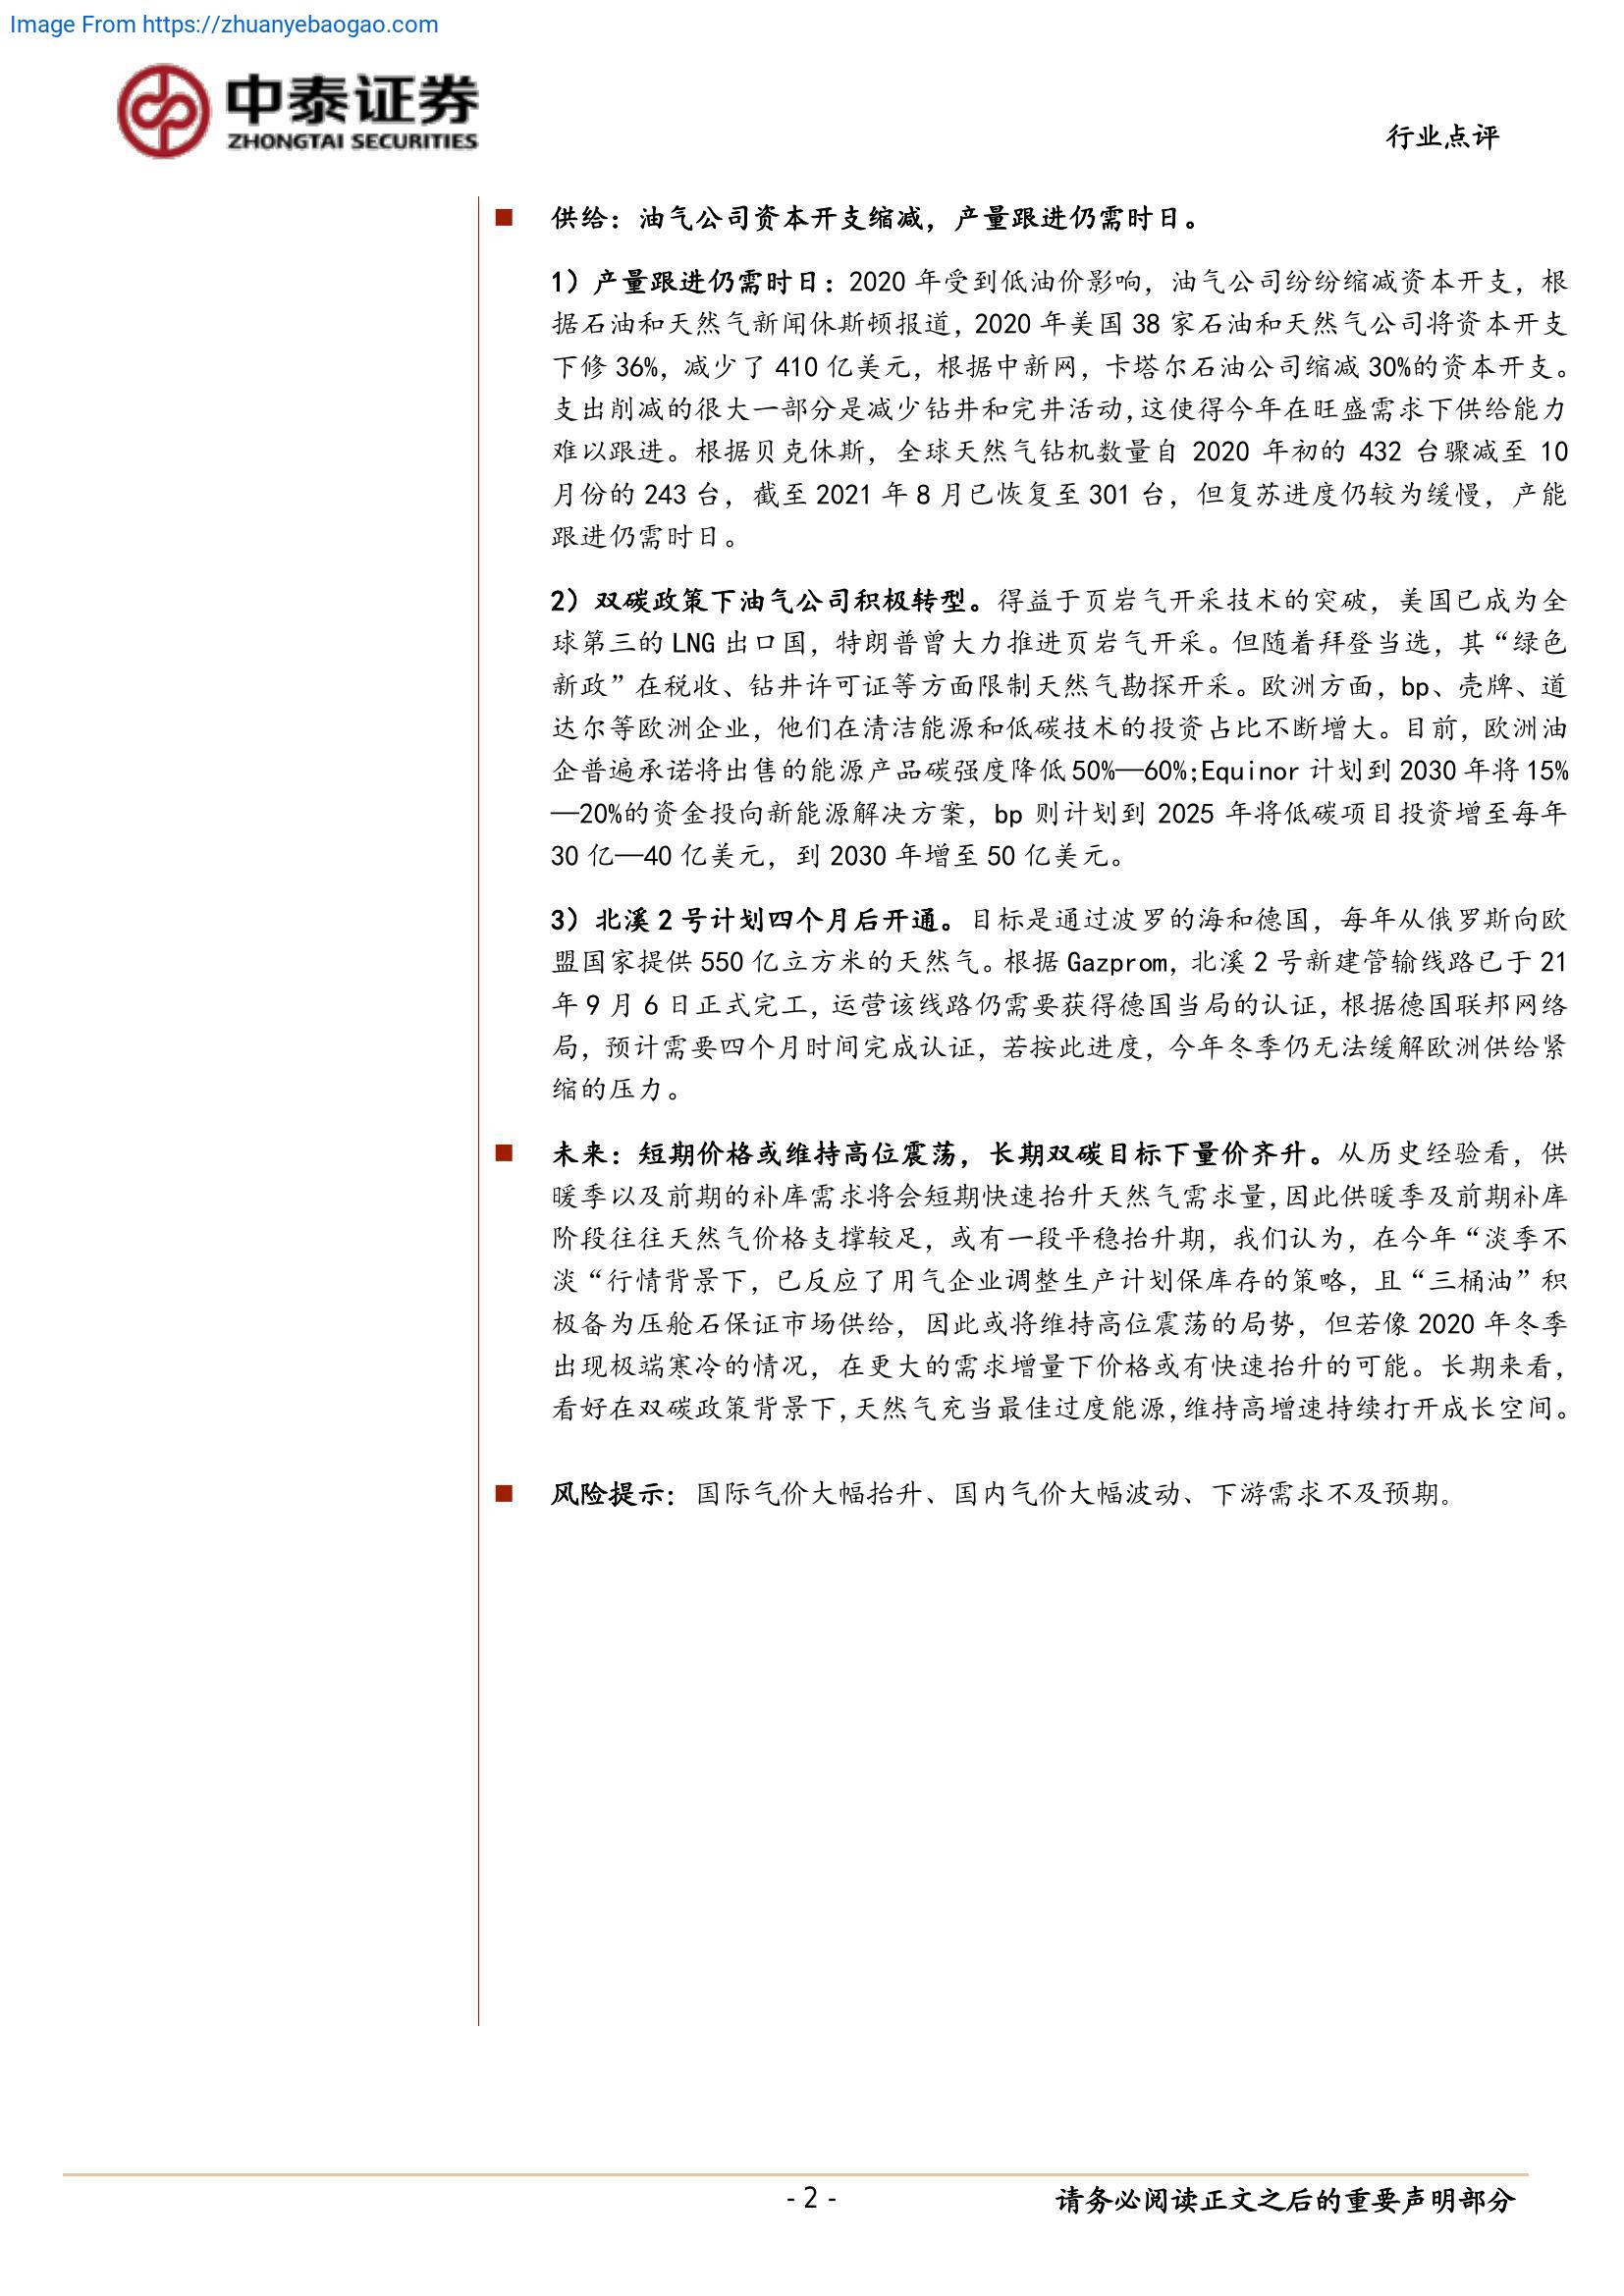 Image From https://zhuanyebaogao.com
中泰证券
ZHONGTAI SECURITIES
行业点评
■ 供给：油气公司资本开支缩减，产量跟进仍需时日。
1）产量跟进仍需时日：2020 年受到低油价影响，油气公司纷纷缩减资本开支，根
据石油和天然气新闻休斯顿报道，2020 年美国 38 家石油和天然气公司将资本开支
下修 36%，减少了 410 亿美元，根据中新网，卡塔尔石油公司缩减 30%的资本开支。
支出削减的很大一部分是减少钻井和完井活动,这使得今年在旺盛需求下供给能力
难以跟进。根据贝克休斯，全球天然气钻机数量自 2020 年初的 432 台骤减至 10
月份的 243 台，截至 2021 年 8 月已恢复至 301 台，但复苏进度仍较为缓慢，产能
跟进仍需时日。
2）双碳政策下油气公司积极转型。得益于页岩气开采技术的突破，美国已成为全
球第三的 LNG 出口国，特朗普曾大力推进页岩气开采。但随着拜登当选，其“绿色
新政”在税收、钻井许可证等方面限制天然气勘探开采。欧洲方面，bp、壳牌、道
达尔等欧洲企业，他们在清洁能源和低碳技术的投资占比不断增大。目前，欧洲油
企普遍承诺将出售的能源产品碳强度降低 50%—60%;Equinor 计划到 2030 年将 15%
—20%的资金投向新能源解决方案，bp 则计划到 2025 年将低碳项目投资增至每年
30 亿—40 亿美元，到 2030 年增至 50 亿美元。
3）北溪 2 号计划四个月后开通。目标是通过波罗的海和德国，每年从俄罗斯向欧
盟国家提供 550 亿立方米的天然气。根据 Gazprom，北溪 2 号新建管输线路已于 21
年 9 月 6 日正式完工，运营该线路仍需要获得德国当局的认证，根据德国联邦网络
局，预计需要四个月时间完成认证，若按此进度，今年冬季仍无法缓解欧洲供给紧
缩的压力。
■ 未来：短期价格或维持高位震荡，长期双碳目标下量价齐升。从历史经验看，供
暖季以及前期的补库需求将会短期快速抬升天然气需求量,因此供暖季及前期补库
阶段往往天然气价格支撑较足，或有一段平稳抬升期，我们认为，在今年“淡季不
淡“行情背景下，已反应了用气企业调整生产计划保库存的策略，且“三桶油”积
极备为压舱石保证市场供给，因此或将维持高位震荡的局势，但若像 2020 年冬季
出现极端寒冷的情况，在更大的需求增量下价格或有快速抬升的可能。长期来看，
看好在双碳政策背景下,天然气充当最佳过度能源,维持高增速持续打开成长空间。
■ 风险提示：国际气价大幅抬升、国内气价大幅波动、下游需求不及预期。
- 2 -
请务必阅读正文之后的重要声明部分